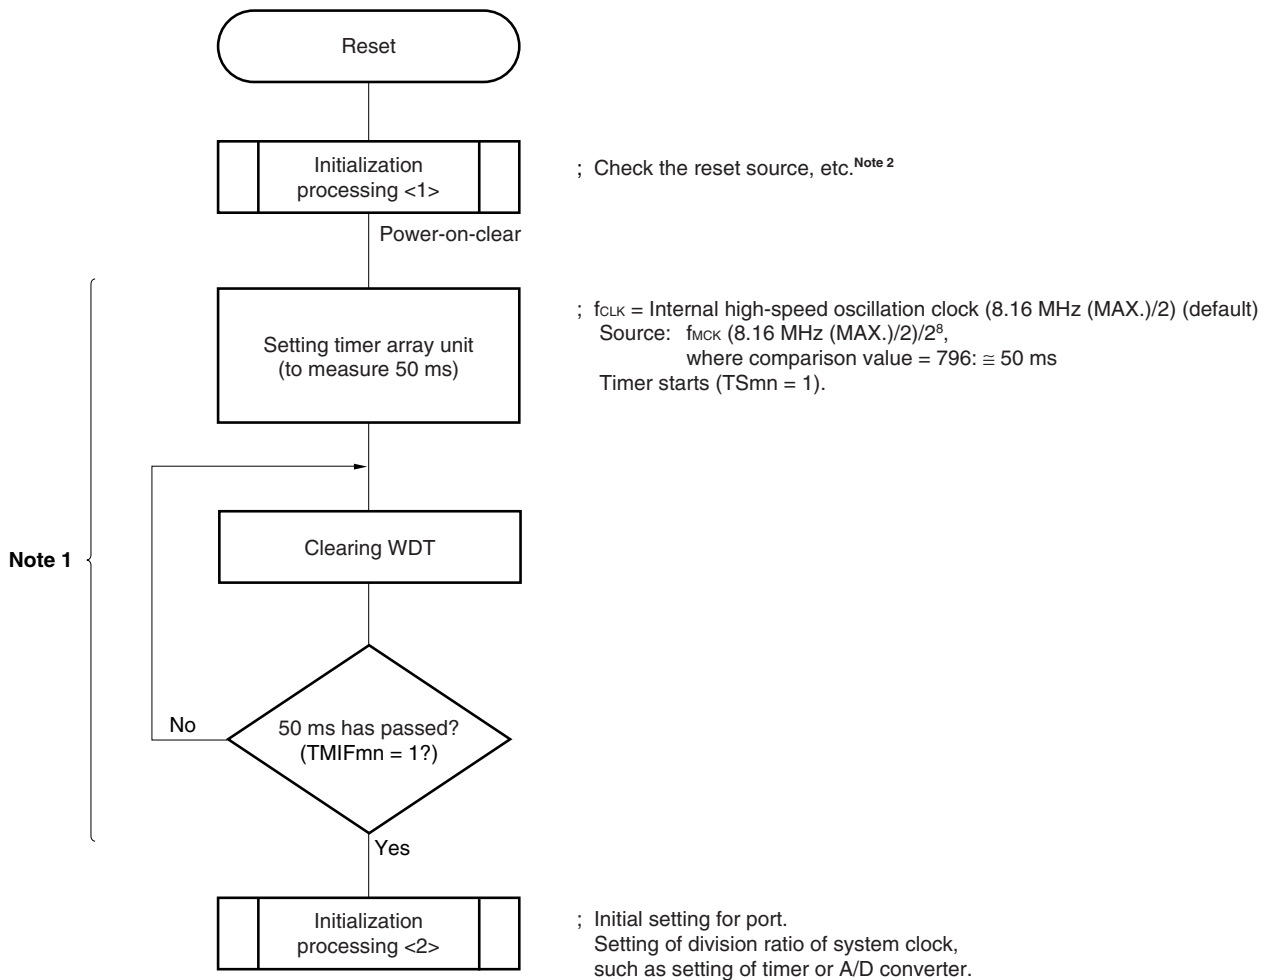 Reset
Initialization
processing <1>
; Check the reset source, etc.Note 2
Power-on-clear
Setting timer array unit
(to measure 50 ms)
; fCLK = Internal high-speed oscillation clock (8.16 MHz (MAX.)/2) (default)
Source: fMCK (8.16 MHz (MAX.)/2)/2⁸,
where comparison value = 796: ≅ 50 ms
Timer starts (TSmn = 1).
Note 1
Clearing WDT
No
50 ms has passed?
(TMIFmn = 1?)
Yes
Initialization
processing <2>
; Initial setting for port.
Setting of division ratio of system clock,
such as setting of timer or A/D converter.